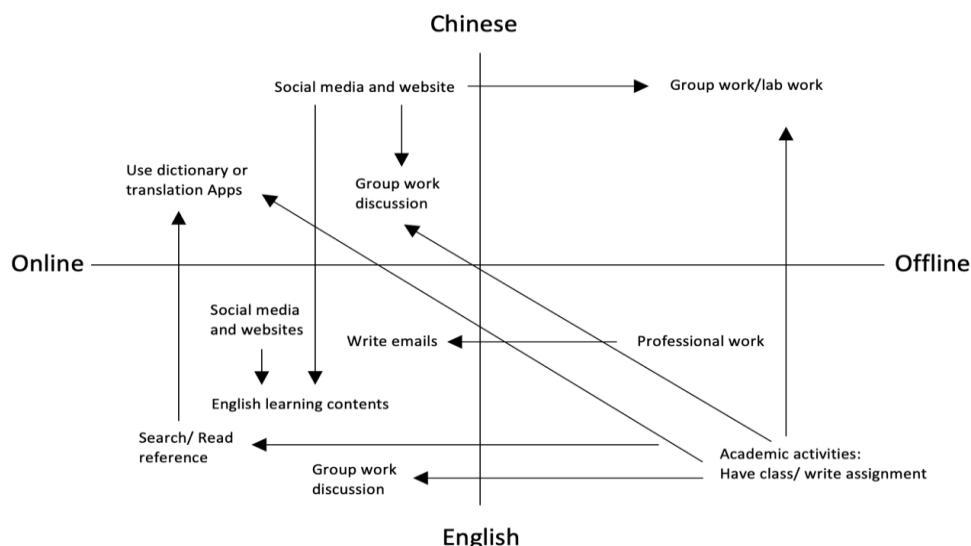 Chinese
Social media and website
Group work/lab work
Use dictionary or
translation Apps
Group work
discussion
Online
Offline
Social media
and websites
Write emails
Professional work
English learning contents
Search/ Read
reference
Academic activities:
Have class/ write assignment
Group work
discussion
English